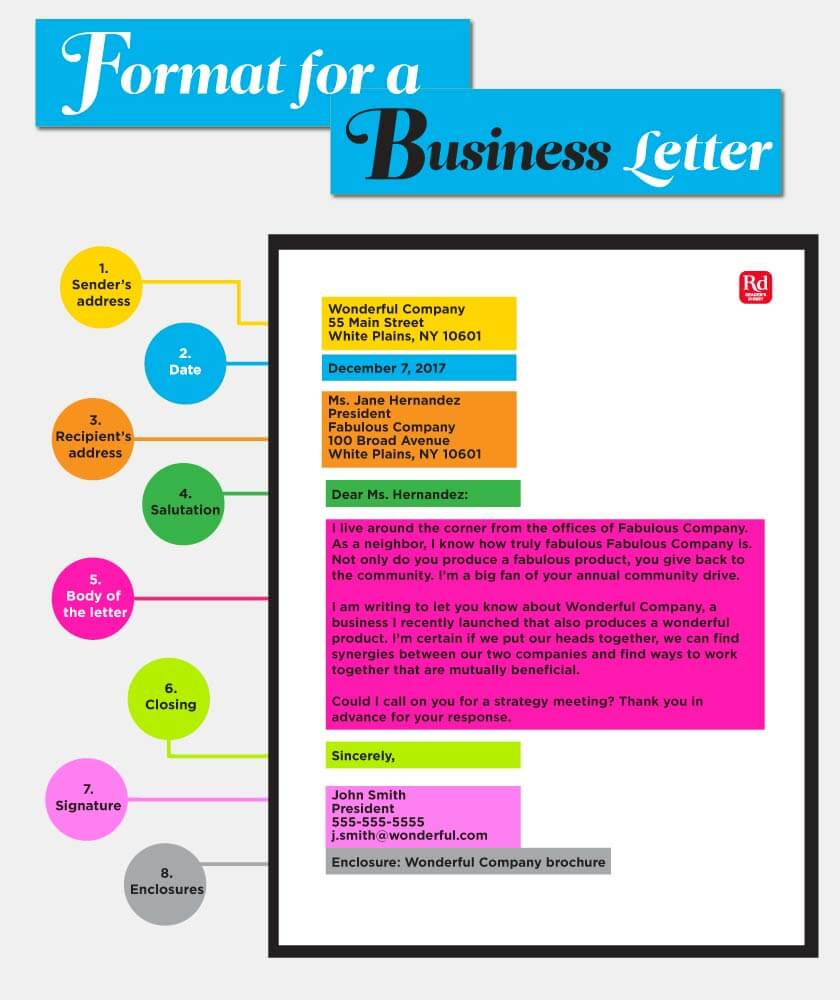 Format for a
Business Letter
1.
Sender's
address
2.
Date
3.
Recipient's
address
4.
Salutation
5.
Body of
the letter
6.
Closing
7.
Signature
8.
Enclosures
Rd
READER'S
DIGEST
Wonderful Company
55 Main Street
White Plains, NY 10601
December 7, 2017
Ms. Jane Hernandez
President
Fabulous Company
100 Broad Avenue
White Plains, NY 10601
Dear Ms. Hernandez:
I live around the corner from the offices of Fabulous Company.
As a neighbor, I know how truly fabulous Fabulous Company is.
Not only do you produce a fabulous product, you give back to
the community. I'm a big fan of your annual community drive.
I am writing to let you know about Wonderful Company, a
business I recently launched that also produces a wonderful
product. I'm certain if we put our heads together, we can find
synergies between our two companies and find ways to work
together that are mutually beneficial.
Could I call on you for a strategy meeting? Thank you in
advance for your response.
Sincerely,
John Smith
President
555-555-5555
j.smith@wonderful.com
Enclosure: Wonderful Company brochure